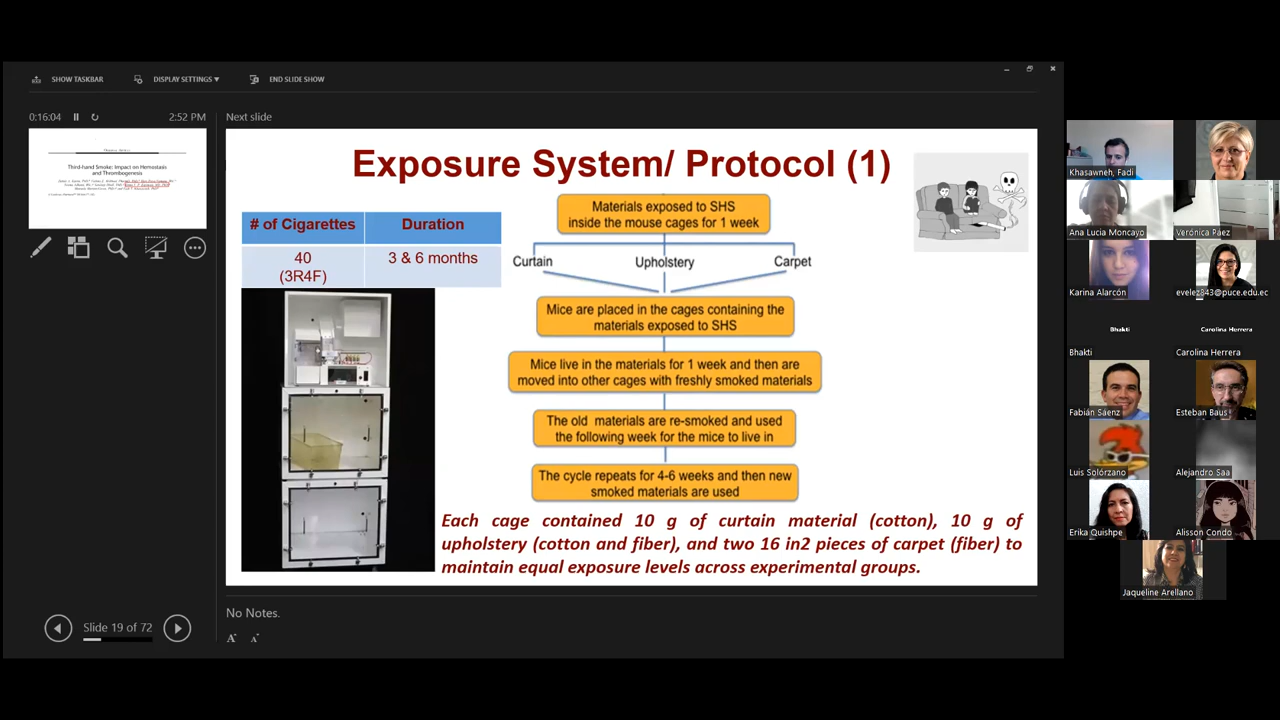 SHOW TASKBAR
DISPLAY SETTINGS
END SLIDE SHOW
0:16:04
2:52 PM
Third-hand Smoke: Impact on Hemostasis
and Thrombogenesis
Next slide
Exposure System/ Protocol (1)
# of Cigarettes
Duration
40
(3R4F)
3 & 6 months
Materials exposed to SHS
inside the mouse cages for 1 week
Curtain
Upholstery
Carpet
Mice are placed in the cages containing the
materials exposed to SHS
Mice live in the materials for 1 week and then are
moved into other cages with freshly smoked materials
The old materials are re-smoked and used
the following week for the mice to live in
The cycle repeats for 4-6 weeks and then new
smoked materials are used
Each cage contained 10 g of curtain material (cotton), 10 g of
upholstery (cotton and fiber), and two 16 in2 pieces of carpet (fiber) to
maintain equal exposure levels across experimental groups.
No Notes.
A A
Slide 19 of 72
Khasawneh, Fadi
Ana Lucia Moncayo
Verónica Páez
Karina Alarcón
evelez843@puce.edu.ec
Bhakti
Carolina Herrera
Bhakti
Carolina Herrera
Fabián Sáenz
Esteban Baus
Luis Solórzano
Alejandro Saa
Erika Quishpe
Alisson Condo
Jaqueline Arellano